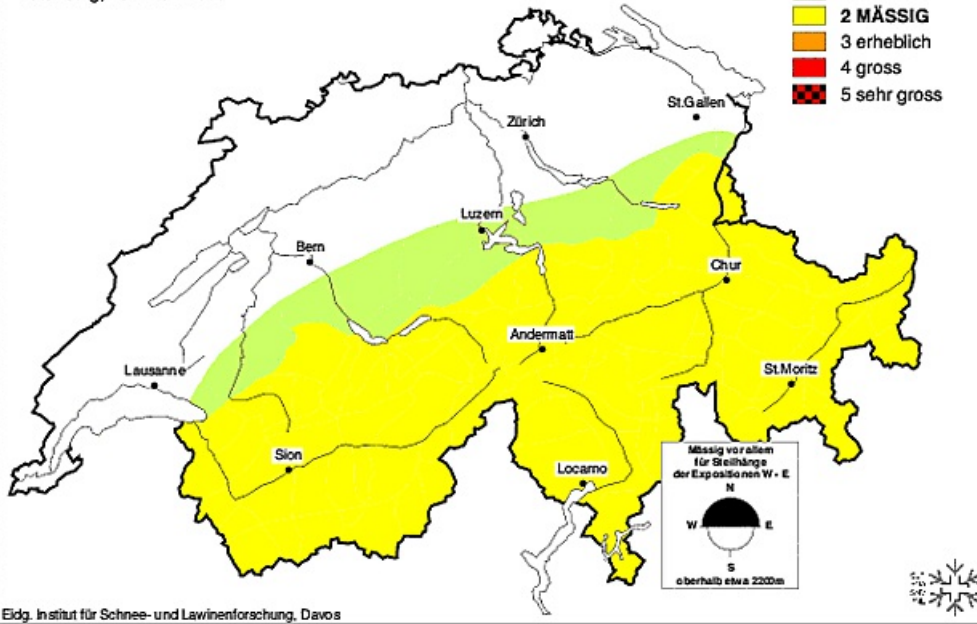 2 MÄSSIG
3 erheblich
4 gross
5 sehr gross
St.Gallen
Zürich
Luzern
Bern
Chur
Andermatt
Lausanne
St.Moritz
Sion
Locarno
Mässig vor allem
für Steilhänge
der Expositionen W - E
N
W E
S
oberhalb etwa 2200m
Eidg. Institut für Schnee- und Lawinenforschung, Davos